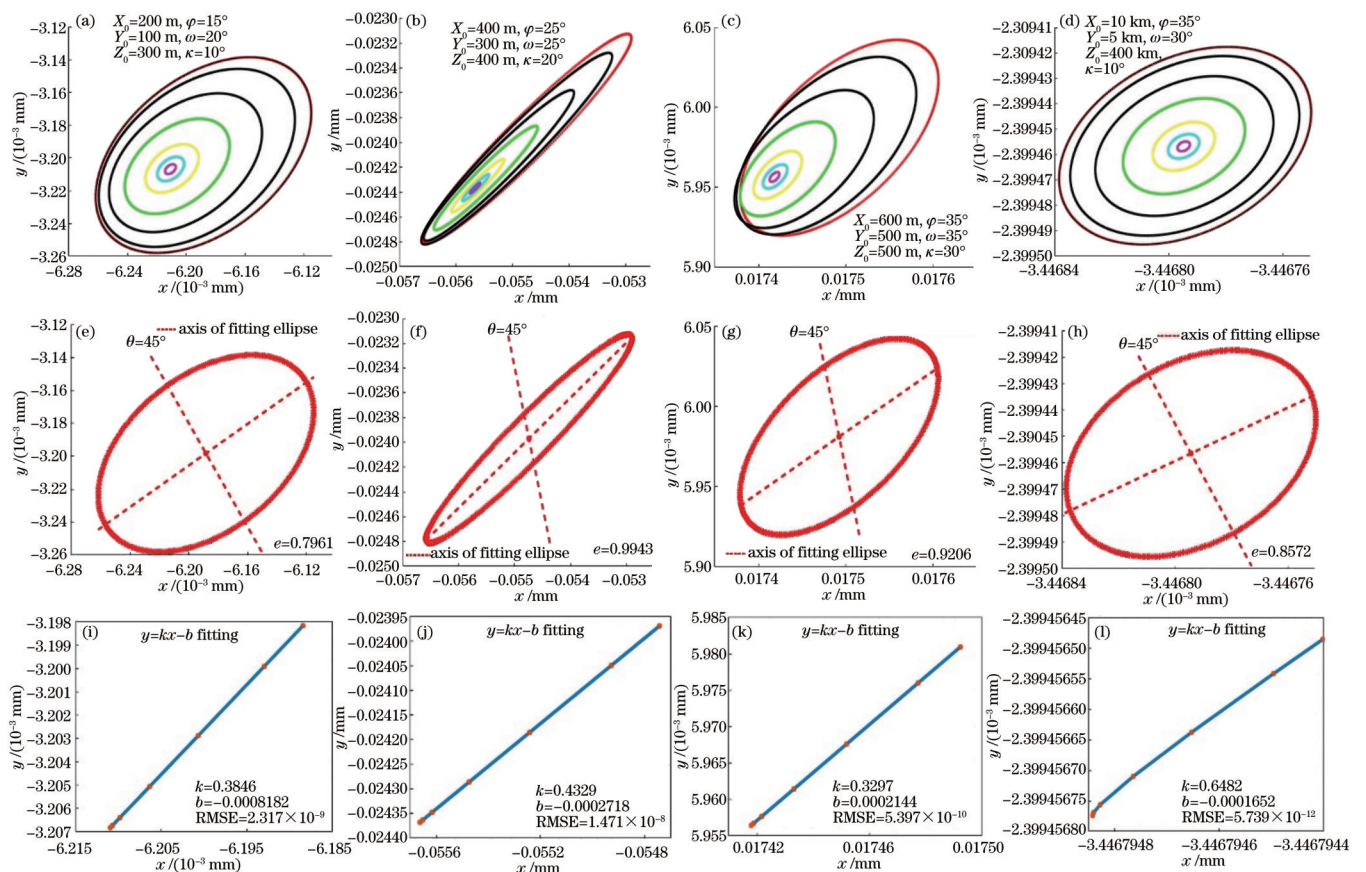 (a)
X₀=200 m, φ=15°
Y₀=100 m, ω=20°
Z₀=300 m, κ=10°
−3.12
−3.14
−3.16
−3.18
−3.20
−3.22
−3.24
−3.26
y /(10⁻³ mm)
−6.28
−6.24
−6.20
−6.16
−6.12
x /(10⁻³ mm)
(b)
X₀=400 m, φ=25°
Y₀=300 m, ω=25°
Z₀=400 m, κ=20°
−0.0230
−0.0232
−0.0234
−0.0236
−0.0238
−0.0240
−0.0242
−0.0244
−0.0246
−0.0248
−0.0250
y /mm
−0.057
−0.056
−0.055
−0.054
−0.053
x /mm
(c)
X₀=600 m, φ=35°
Y₀=500 m, ω=35°
Z₀=500 m, κ=30°
6.05
6.00
5.95
5.90
y /(10⁻³ mm)
0.0174
0.0175
0.0176
x /mm
(d)
X₀=10 km, φ=35°
Y₀=5 km, ω=30°
Z₀=400 km,
κ=10°
−2.30941
−2.39942
−2.39943
−2.39944
−2.39945
−2.39946
−2.39947
−2.39948
−2.39949
−2.39950
y /(10⁻³ mm)
−3.44684
−3.44680
−3.44676
x /(10⁻³ mm)
(e)
axis of fitting ellipse
θ=45°
−3.12
−3.14
−3.16
−3.18
−3.20
−3.22
−3.24
−3.26
y /(10⁻³ mm)
e=0.7961
−6.28
−6.24
−6.20
−6.16
−6.12
x /(10⁻³ mm)
(f)
θ=45°
−0.0230
−0.0232
−0.0234
−0.0236
−0.0238
−0.0240
−0.0242
−0.0244
−0.0246
−0.0248
−0.0250
y /mm
e=0.9943
axis of fitting ellipse
−0.057
−0.056
−0.055
−0.054
−0.053
x /mm
(g)
θ=45°
6.05
6.00
5.95
5.90
y /(10⁻³ mm)
axis of fitting ellipse
e=0.9206
0.0174
0.0175
0.0176
x /mm
(h)
axis of fitting ellipse
θ=45°
−2.39941
−2.39942
−2.39943
−2.39944
−2.39045
−2.39946
−2.39947
−2.39948
−2.39949
−2.39950
y /(10⁻³ mm)
e=0.8572
−3.44684
−3.44680
−3.44676
x /(10⁻³ mm)
(i)
y=kx−b fitting
−3.198
−3.200
−3.201
−3.203
−3.205
−3.206
−3.207
y /(10⁻³ mm)
k=0.3846
b=−0.0008182
RMSE=2.317×10⁻⁹
−6.215
−6.205
−6.195
−6.185
x /(10⁻³ mm)
(j)
y=kx−b fitting
−0.02395
−0.02400
−0.02405
−0.02410
−0.02415
−0.02420
−0.02425
−0.02430
−0.02435
−0.02440
y /mm
k=0.4329
b=−0.0002718
RMSE=1.471×10⁻⁸
−0.0556
−0.0552
−0.0548
x /mm
(k)
y=kx−b fitting
5.985
5.980
5.975
5.970
5.965
5.960
5.955
y /(10⁻³ mm)
k=0.3297
b=0.0002144
RMSE=5.397×10⁻¹⁰
0.01742
0.01746
0.01750
x /mm
(l)
y=kx−b fitting
−2.39945645
−2.399456650
−2.399456655
−2.399456660
−2.39945664
−2.399456670
−2.399456675
−2.399456680
y /(10⁻³ mm)
k=0.6482
b=−0.0001652
RMSE=5.739×10⁻¹²
−3.4467948
−3.4467946
−3.4467944
x /mm